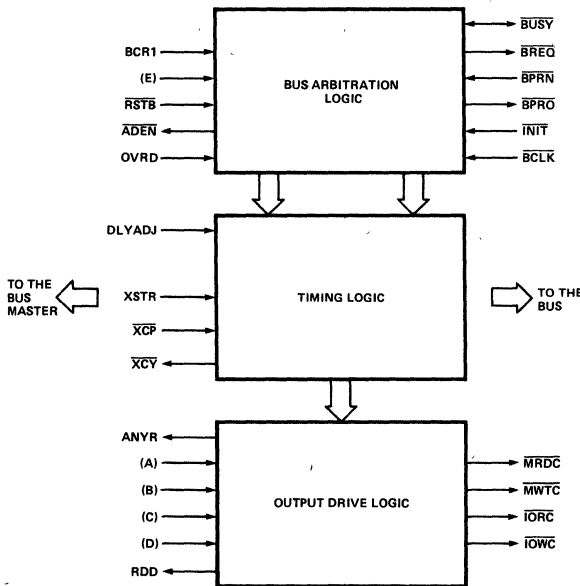 BUSY
BCR1
BREQ
(E)
BUS ARBITRATION
LOGIC
BPRN
RSTB
BPRO
ADEN
INIT
OVRD
BCLK
DLYADJ
TO THE
BUS
MASTER
XSTR
TIMING LOGIC
TO THE
BUS
XCP
XCY
ANYR
(A)
MRDC
(B)
MWTC
OUTPUT DRIVE LOGIC
(C)
IORC
(D)
IOWC
RDD